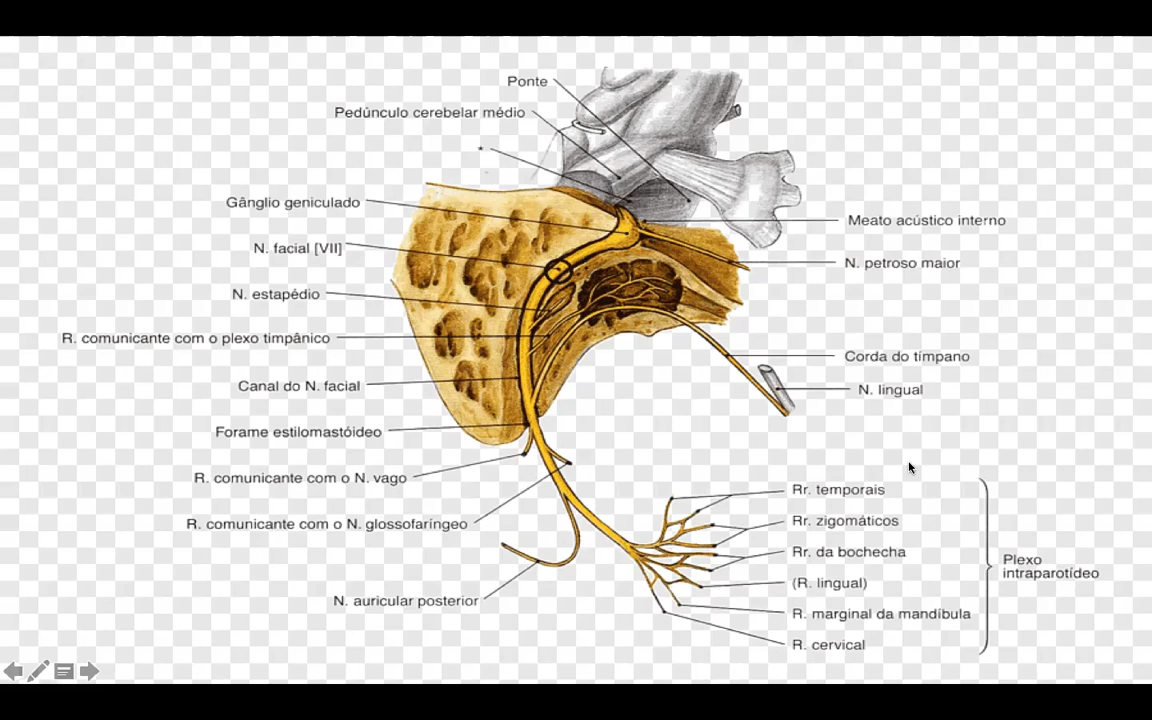 Ponte
Pedúnculo cerebelar médio
*
Gânglio geniculado
N. facial [VII]
N. estapédio
R. comunicante com o plexo timpânico
Canal do N. facial
Forame estilomastóideo
R. comunicante com o N. vago
R. comunicante com o N. glossofaríngeo
N. auricular posterior
Meato acústico interno
N. petroso maior
Corda do tímpano
N. lingual
Rr. temporais
Rr. zigomáticos
Rr. da bochecha
(R. lingual)
R. marginal da mandíbula
R. cervical
Plexo
intraparotídeo